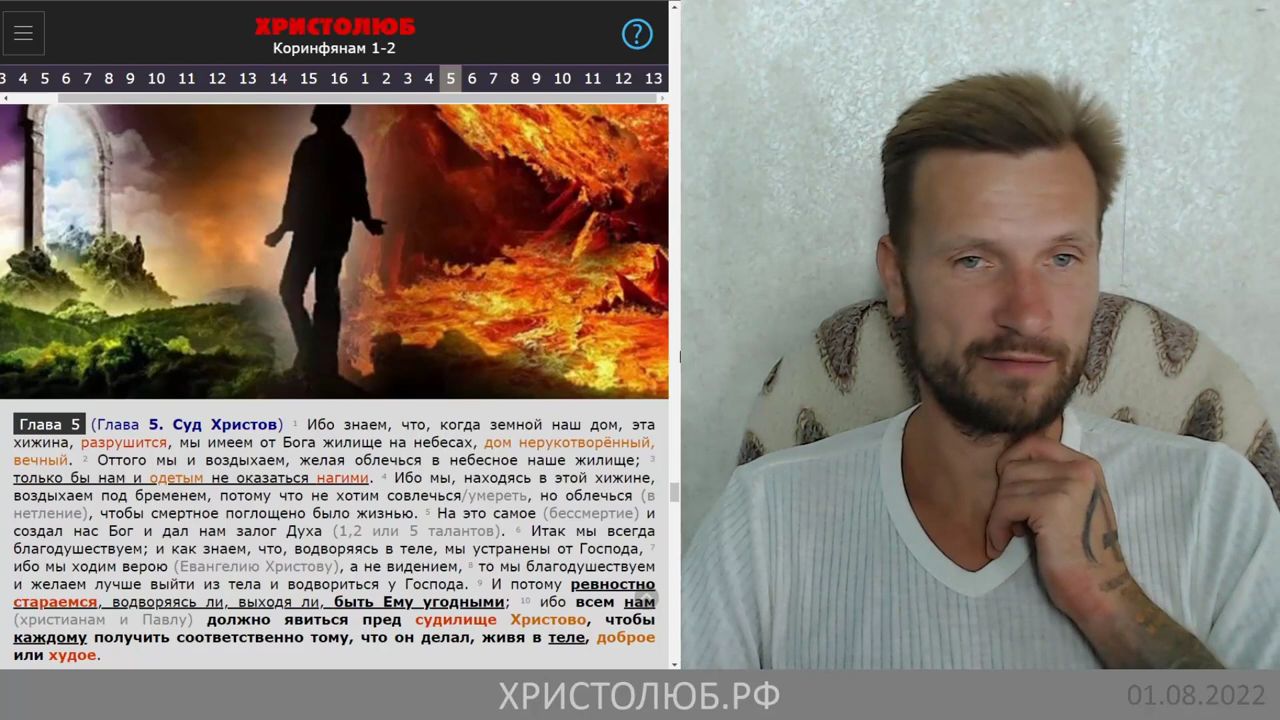 ХРИСТОЛЮБ
Коринфянам 1-2
3 4 5 6 7 8 9 10 11 12 13 14 15 16 1 2 3 4 5 6 7 8 9 10 11 12 13
Глава 5 (Глава 5. Суд Христов) 1 Ибо знаем, что, когда земной наш дом, эта
хижина, разрушится, мы имеем от Бога жилище на небесах, дом нерукотворённый,
вечный. 2 Оттого мы и воздыхаем, желая облечься в небесное наше жилище; 3
только бы нам и одетым не оказаться нагими. 4 Ибо мы, находясь в этой хижине,
воздыхаем под бременем, потому что не хотим совлечься/умереть, но облечься (в
нетление), чтобы смертное поглощено было жизнью. 5 На это самое (бессмертие) и
создал нас Бог и дал нам залог Духа (1,2 или 5 талантов). 6 Итак мы всегда
благодушествуем; и как знаем, что, водворяясь в теле, мы устранены от Господа, 7
ибо мы ходим верою (Евангелию Христову), а не видением, 8 то мы благодушествуем
и желаем лучше выйти из тела и водвориться у Господа. 9 И потому ревностно
стараемся, водворяясь ли, выходя ли, быть Ему угодными; 10 ибо всем нам
(христианам и Павлу) должно явиться пред судилище Христово, чтобы
каждому получить соответственно тому, что он делал, живя в теле, доброе
или худое.
ХРИСТОЛЮБ.РФ
01.08.2022